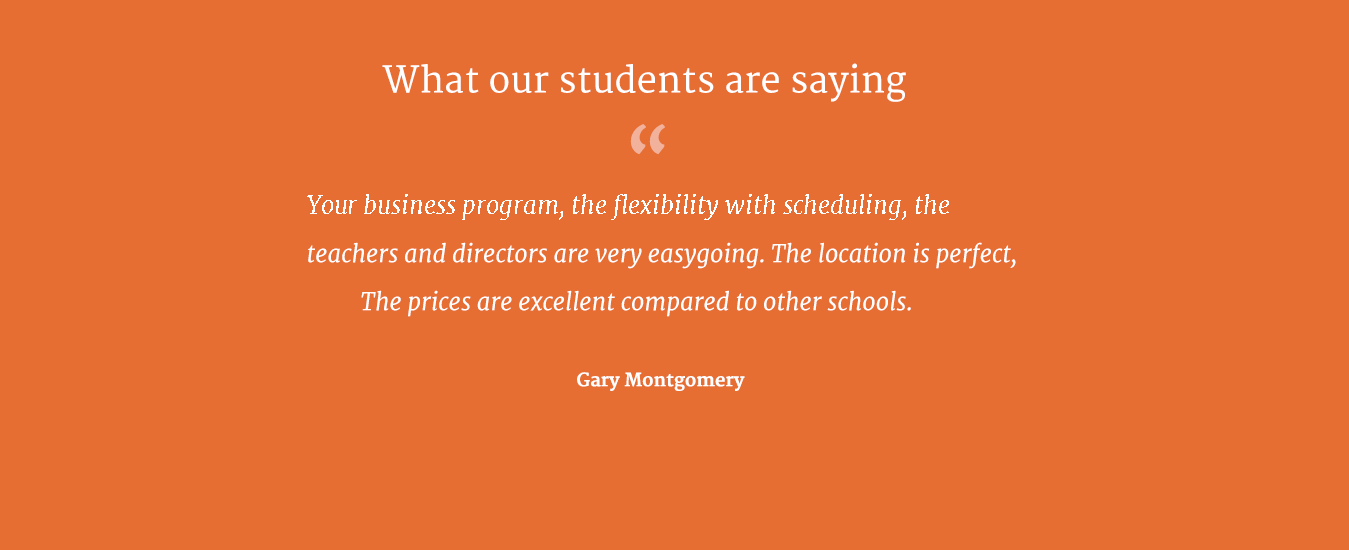 What our students are saying
“
Your business program, the flexibility with scheduling, the
teachers and directors are very easygoing. The location is perfect,
The prices are excellent compared to other schools.
Gary Montgomery